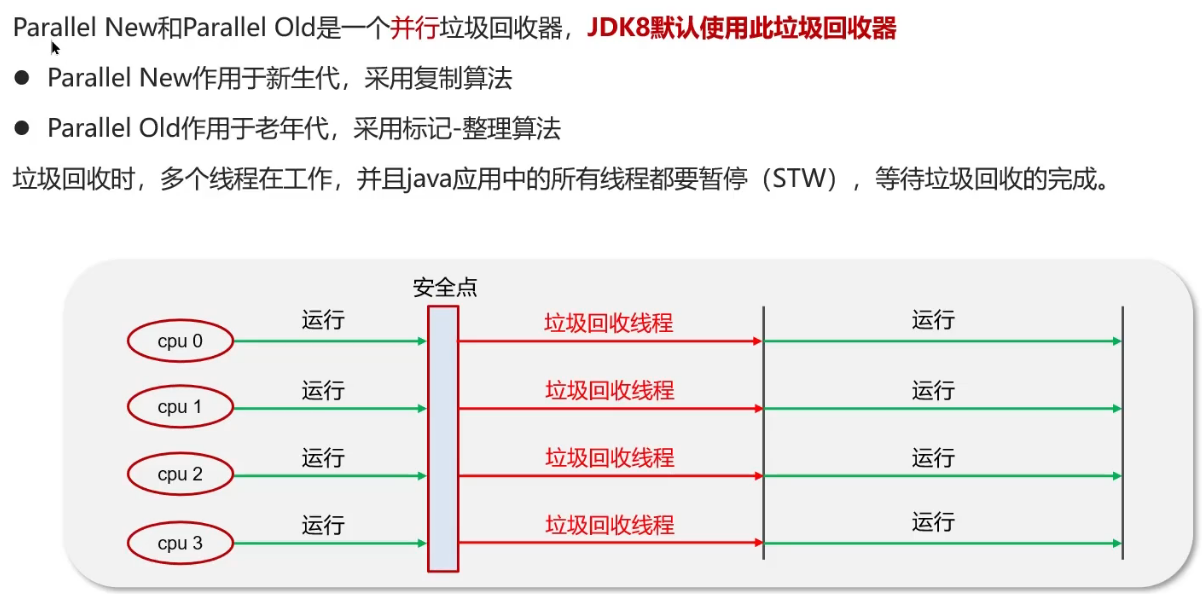 Parallel New和Parallel Old是一个并行垃圾回收器，JDK8默认使用此垃圾回收器
● Parallel New作用于新生代，采用复制算法
● Parallel Old作用于老年代，采用标记-整理算法
垃圾回收时，多个线程在工作，并且java应用中的所有线程都要暂停（STW），等待垃圾回收的完成。
安全点
cpu 0 运行 垃圾回收线程 运行
cpu 1 运行 垃圾回收线程 运行
cpu 2 运行 垃圾回收线程 运行
cpu 3 运行 垃圾回收线程 运行